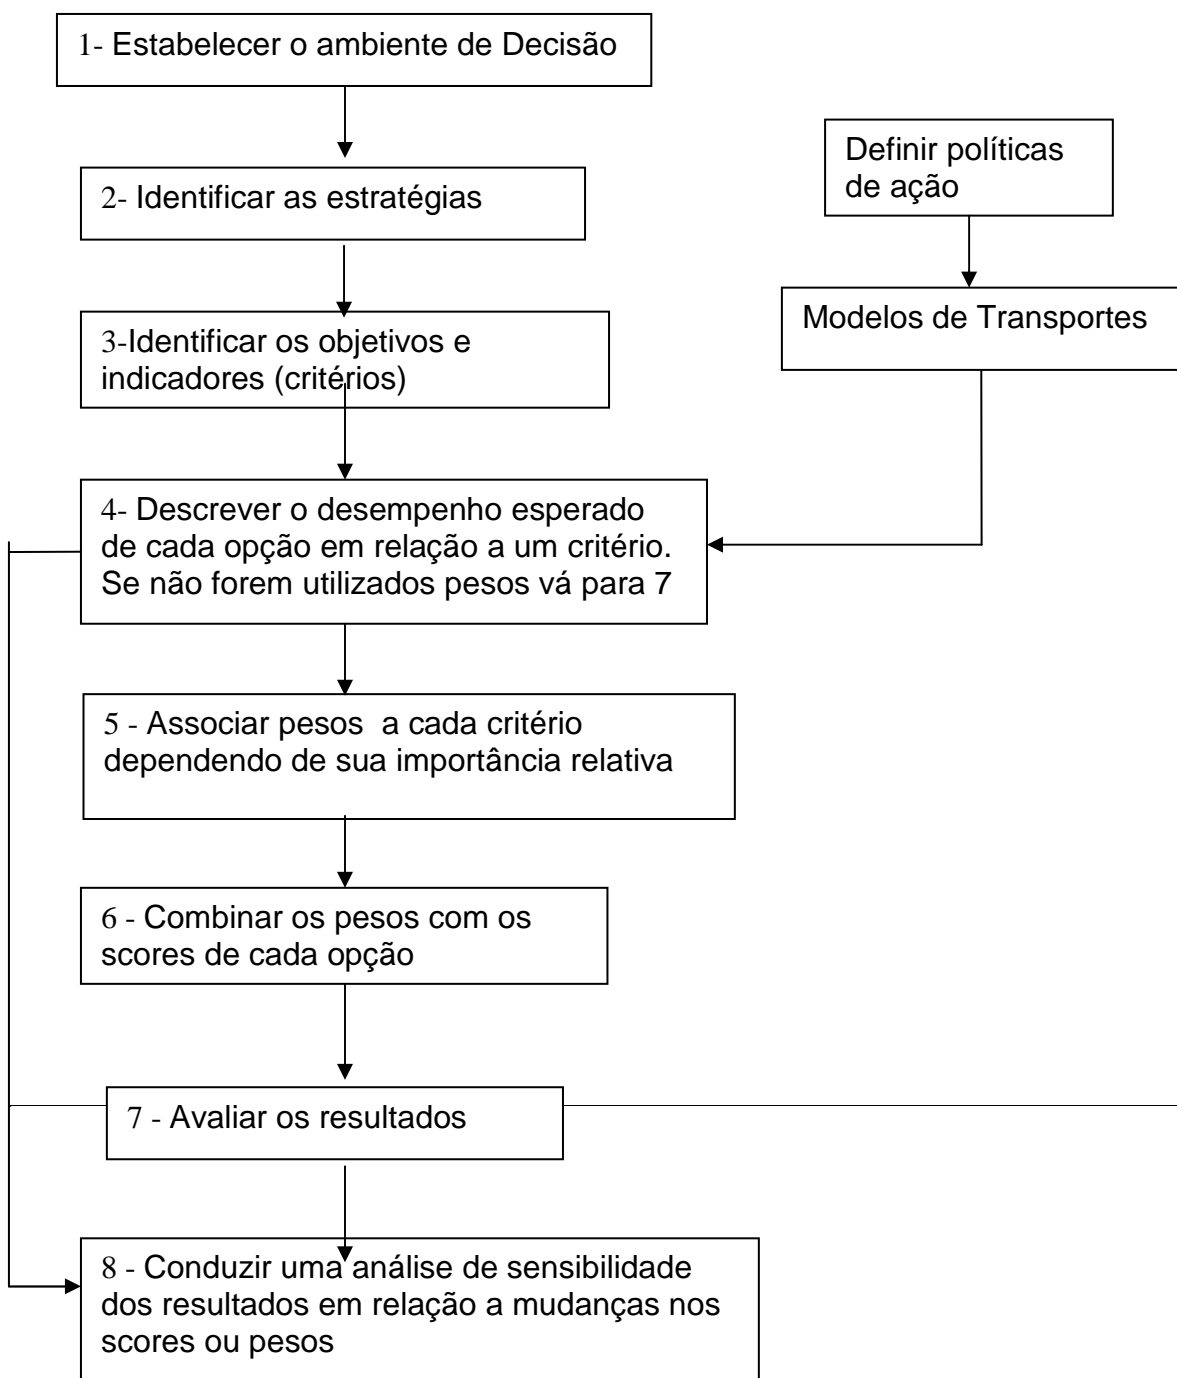 1- Estabelecer o ambiente de Decisão
2- Identificar as estratégias
Definir políticas
de ação
Modelos de Transportes
3-Identificar os objetivos e
indicadores (critérios)
4- Descrever o desempenho esperado
de cada opção em relação a um critério.
Se não forem utilizados pesos vá para 7
5 - Associar pesos  a cada critério
dependendo de sua importância relativa
6 - Combinar os pesos com os
scores de cada opção
7 - Avaliar os resultados
8 - Conduzir uma análise de sensibilidade
dos resultados em relação a mudanças nos
scores ou pesos